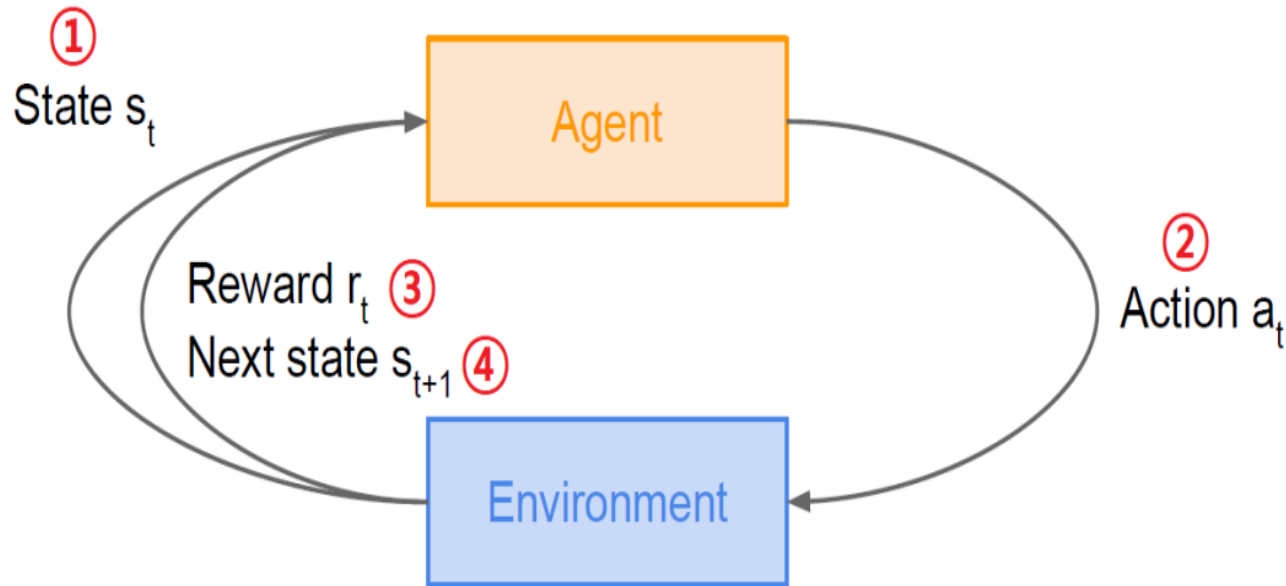 ①
State sₜ
Agent
②
Action aₜ
Reward rₜ ③
Next state sₜ₊₁ ④
Environment